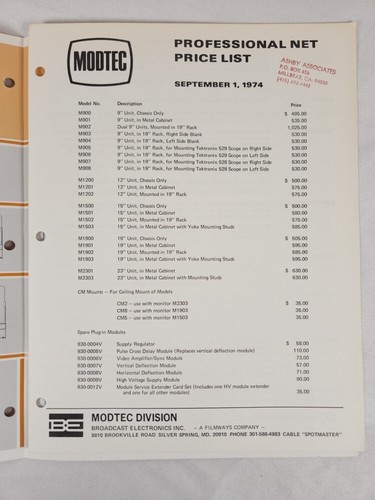 MODTEC
PROFESSIONAL NET
PRICE LIST
SEPTEMBER 1, 1974
ASHBY ASSOCIATES
P.O. BOX 656
MILLBRAE, CA. 94030
Model No. Description Price
M900 9" Unit, Chassis Only $ 495.00
M901 9" Unit, in Metal Cabinet 535.00
M902 Dual 9" Units, Mounted in 19" Rack 1,025.00
M903 9" Unit, in 19" Rack, Right Side Blank 530.00
M904 9" Unit, in 19" Rack, Left Side Blank 530.00
M905 9" Unit, in 19" Rack, for Mounting Tektronix 528 Scope on Right Side 530.00
M906 9" Unit, in 19" Rack, for Mounting Tektronix 528 Scope on Left Side 530.00
M907 9" Unit, in 19" Rack, for Mounting Tektronix 529 Scope on Right Side 530.00
M908 9" Unit, in 19" Rack, for Mounting Tektronix 529 Scope on Left Side 530.00
M1200 12" Unit, Chassis Only $ 500.00
M1201 12" Unit, in Metal Cabinet 575.00
M1202 12" Unit, Mounted in 19" Rack 575.00
M1500 15" Unit, Chassis Only $ 500.00
M1501 15" Unit, in Metal Cabinet 580.00
M1502 15" Unit, Mounted in 19" Rack 575.00
M1503 15" Unit, in Metal Cabinet with Yoke Mounting Studs 585.00
M1900 19" Unit, Chassis Only $ 505.00
M1901 19" Unit, in Metal Cabinet 595.00
M1902 19" Unit, Mounted in 19" Rack 585.00
M1903 19" Unit, in Metal Cabinet with Yoke Mounting Studs 595.00
M2301 23" Unit, in Metal Cabinet $ 630.00
M2303 23" Unit, in Metal Cabinet with Mounting Studs 630.00
CM Mounts - For Ceiling Mount of Models
CM2 - use with monitor M2303 $ 35.00
CM8 - use with monitor M1903 35.00
CM5 - use with monitor M1503 35.00
Spare Plug-in Modules
930-0004V Supply Regulator $ 58.00
930-0005V Pulse Cross Delay Module (Replaces vertical deflection module) 110.00
930-0006V Video Amplifier/Sync Module 73.00
930-0007V Vertical Deflection Module 57.00
930-0008V Horizontal Deflection Module 71.00
930-0009V High Voltage Supply Module 90.00
930-0012V Module Service Extender Card Set (Includes one HV module extender
and one for all other modules) 35.00
BE MODTEC DIVISION
BROADCAST ELECTRONICS INC. - A FILMWAYS COMPANY -
8810 BROOKVILLE ROAD SILVER SPRING, MD. 20910 PHONE 301-588-4983 CABLE "SPOTMASTER"